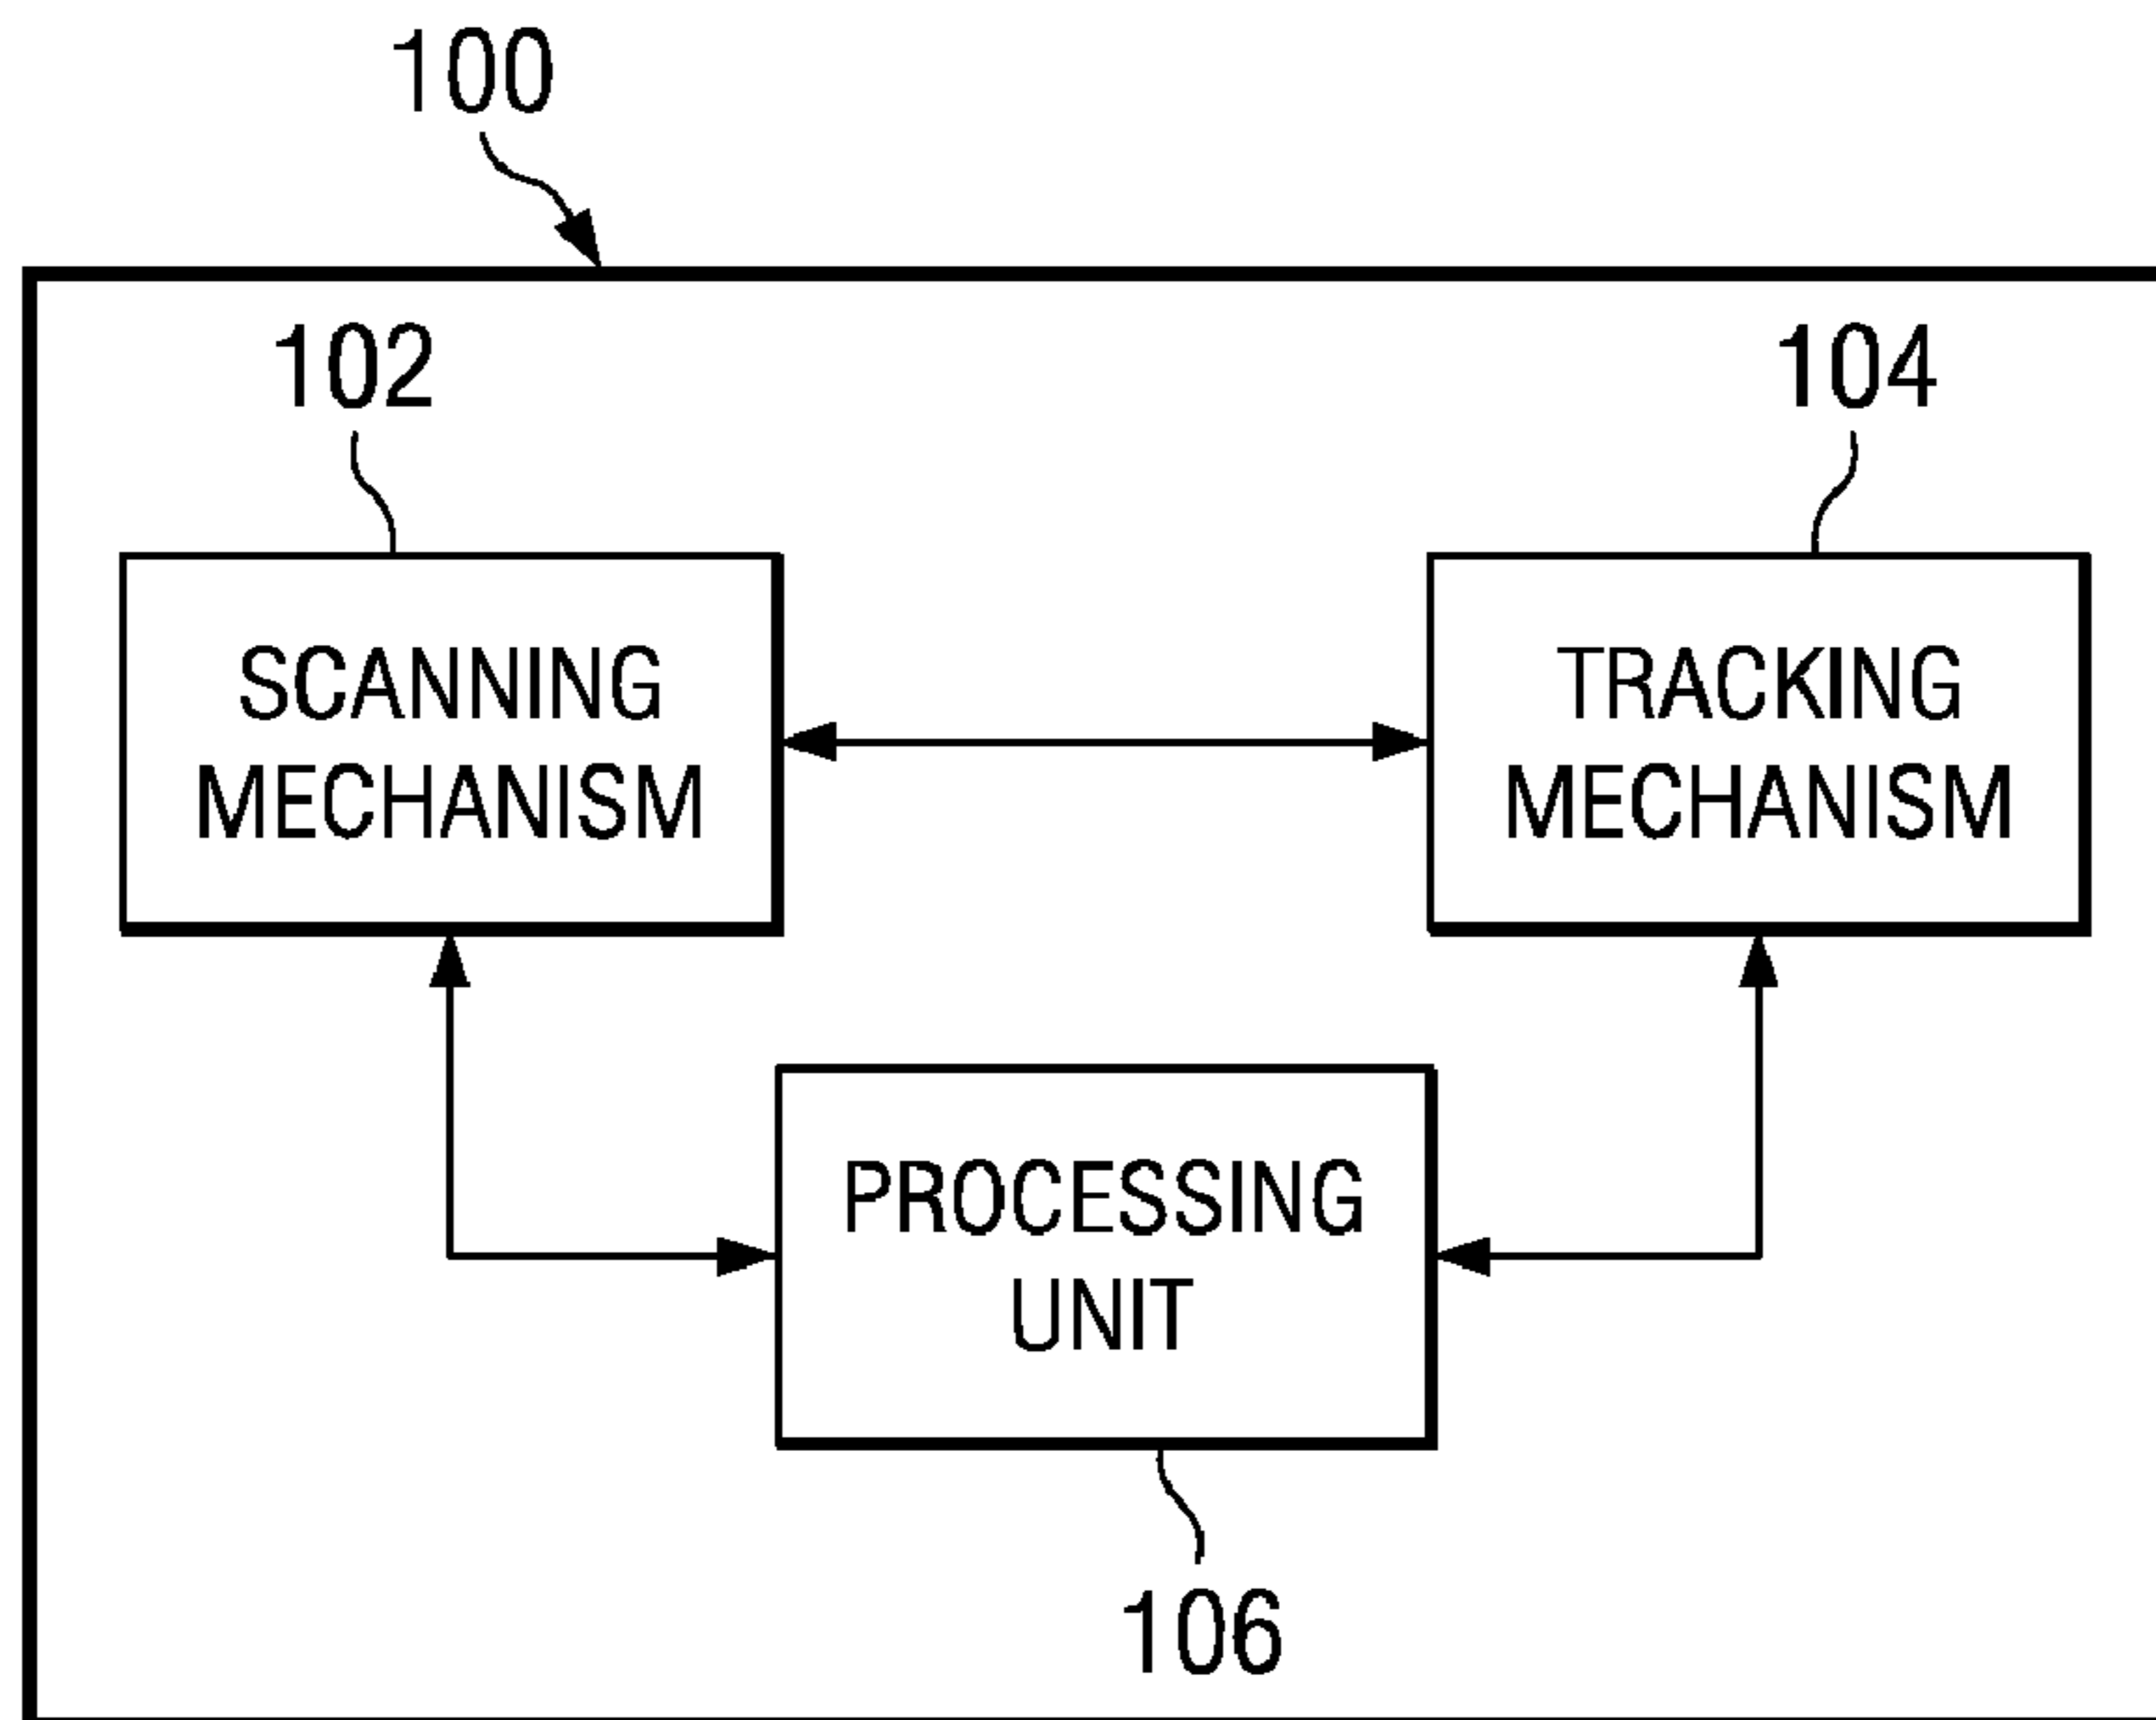 100
102
104
SCANNING
MECHANISM
TRACKING
MECHANISM
PROCESSING
UNIT
106